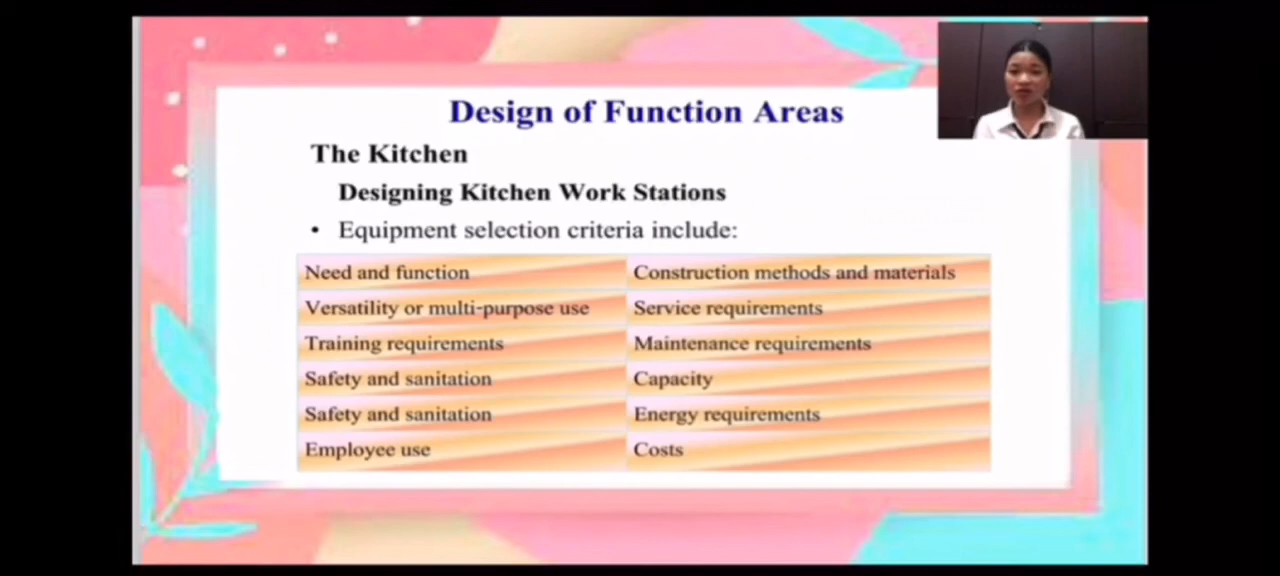 Design of Function Areas
The Kitchen
Designing Kitchen Work Stations
• Equipment selection criteria include:
Need and function Construction methods and materials
Versatility or multi-purpose use Service requirements
Training requirements Maintenance requirements
Safety and sanitation Capacity
Safety and sanitation Energy requirements
Employee use Costs